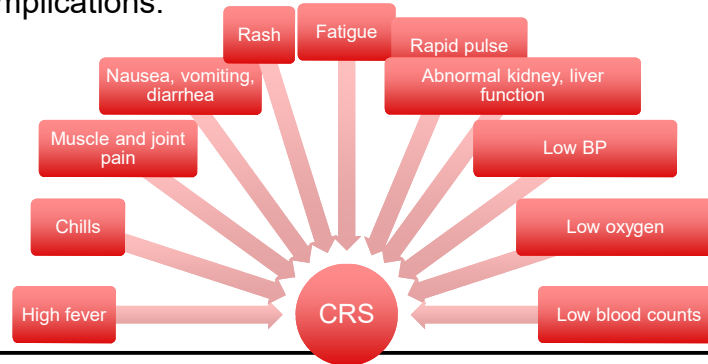 mplications.
Rash
Fatigue
Rapid pulse
Nausea, vomiting,
diarrhea
Abnormal kidney, liver
function
Muscle and joint
pain
Low BP
Chills
Low oxygen
High fever
CRS
Low blood counts